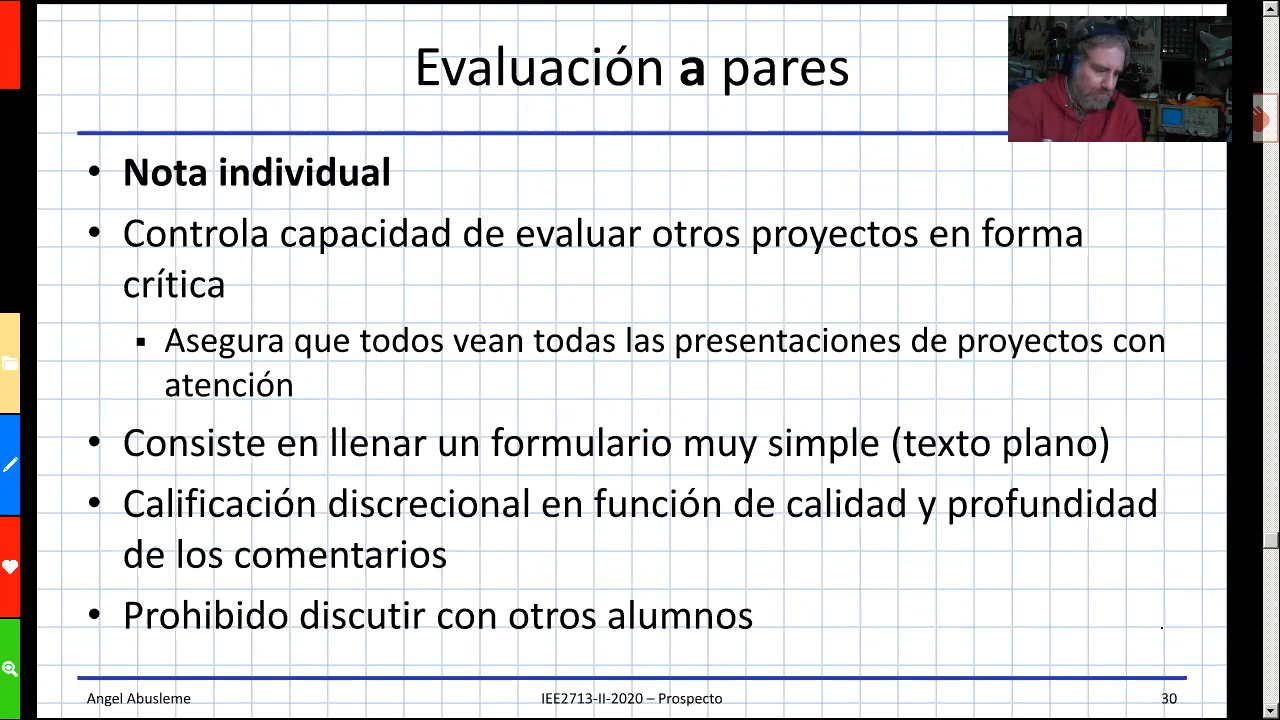 Evaluación a pares
• Nota individual
• Controla capacidad de evaluar otros proyectos en forma
crítica
▪ Asegura que todos vean todas las presentaciones de proyectos con
atención
• Consiste en llenar un formulario muy simple (texto plano)
• Calificación discrecional en función de calidad y profundidad
de los comentarios
• Prohibido discutir con otros alumnos
Angel Abusleme
IEE2713-II-2020 – Prospecto
30